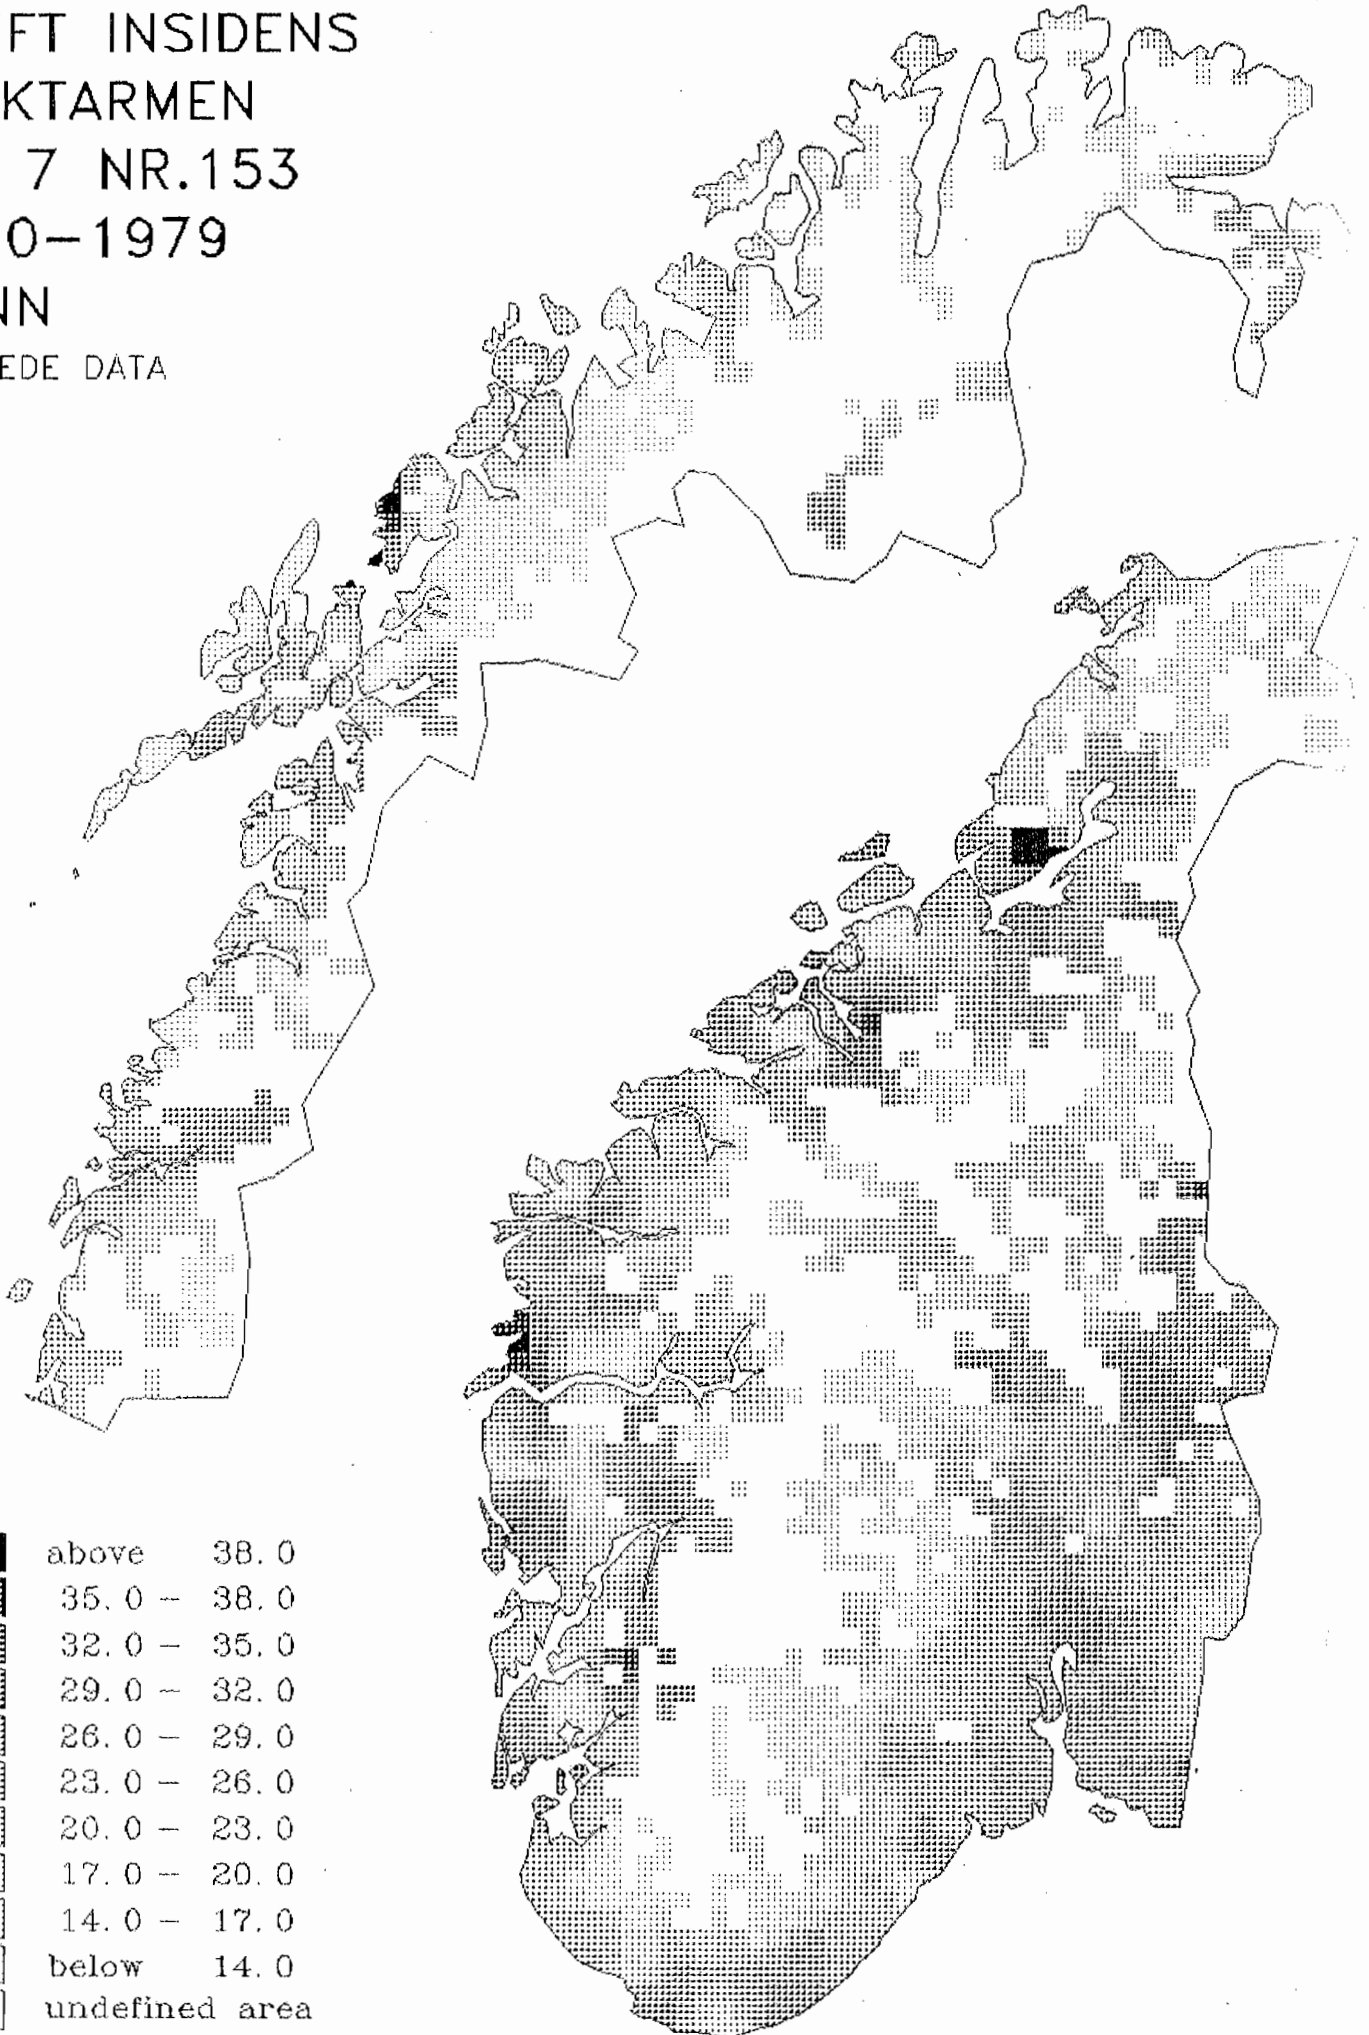 FT INSIDENS
KTARMEN
7 NR.153
0-1979
NN
EDE DATA
above 38.0
35.0 - 38.0
32.0 - 35.0
29.0 - 32.0
26.0 - 29.0
23.0 - 26.0
20.0 - 23.0
17.0 - 20.0
14.0 - 17.0
below 14.0
undefined area